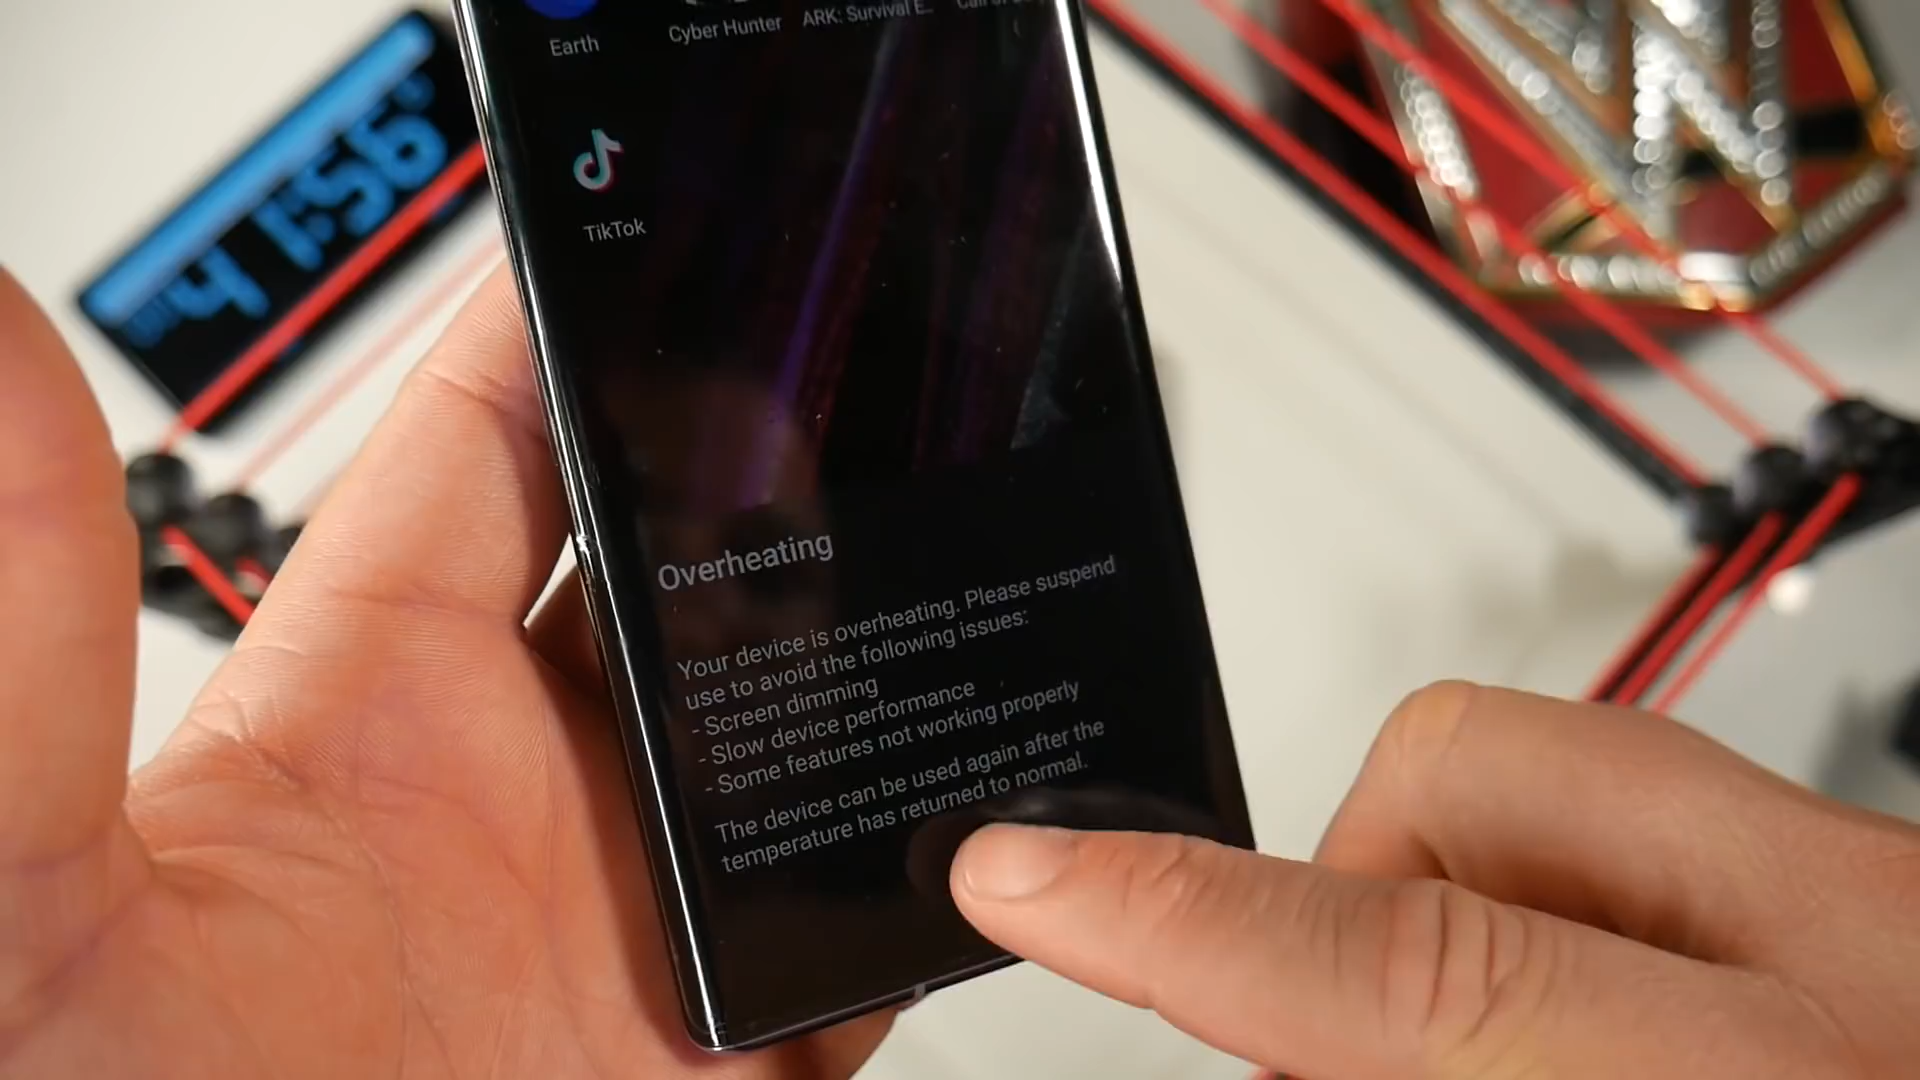 Earth
Cyber Hunter
ARK: Survival E...
TikTok
41:56
Overheating
Your device is overheating. Please suspend
use to avoid the following issues:
- Screen dimming
- Slow device performance
- Some features not working properly
The device can be used again after the
temperature has returned to normal.